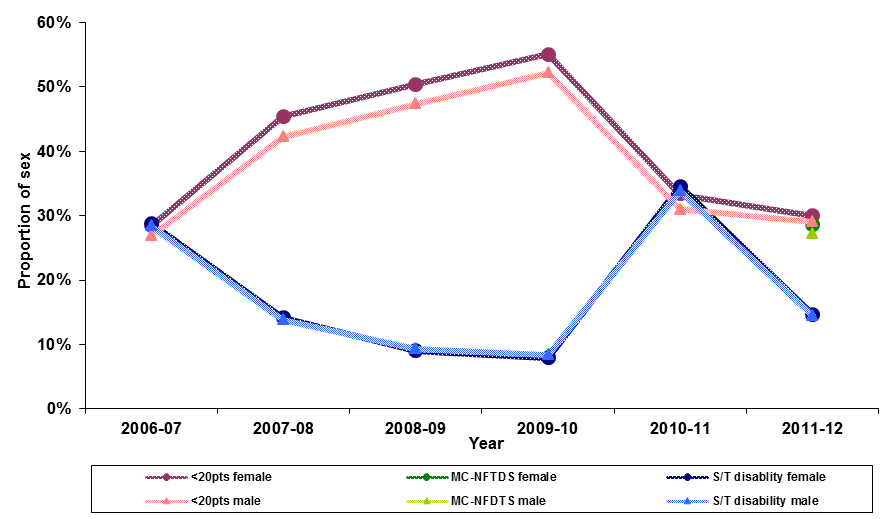 60%
50%
40%
30%
20%
10%
0%
Proportion of sex
2006-07 2007-08 2008-09 2009-10 2010-11 2011-12
Year
<20pts female MC-NFTDS female S/T disablity female
<20pts male MC-NFDTS male S/T disability male